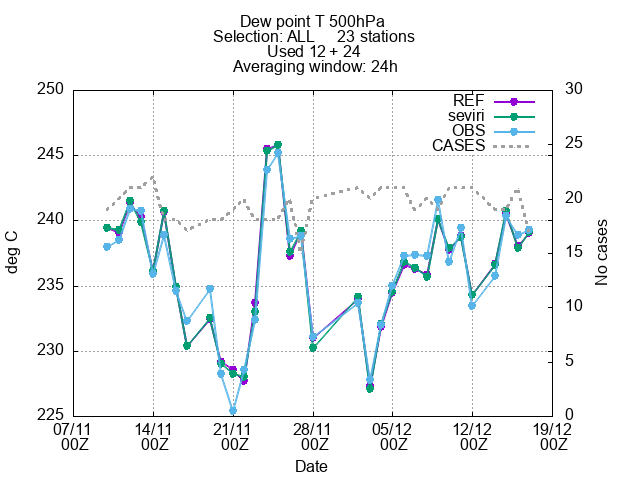 Dew point T 500hPa
Selection: ALL 23 stations
Used 12 + 24
Averaging window: 24h
REF
seviri
OBS
CASES
250
245
240
235
230
225
deg C
30
25
20
15
10
5
0
No cases
07/11 14/11 21/11 28/11 05/12 12/12 19/12
00Z 00Z 00Z 00Z 00Z 00Z 00Z
Date